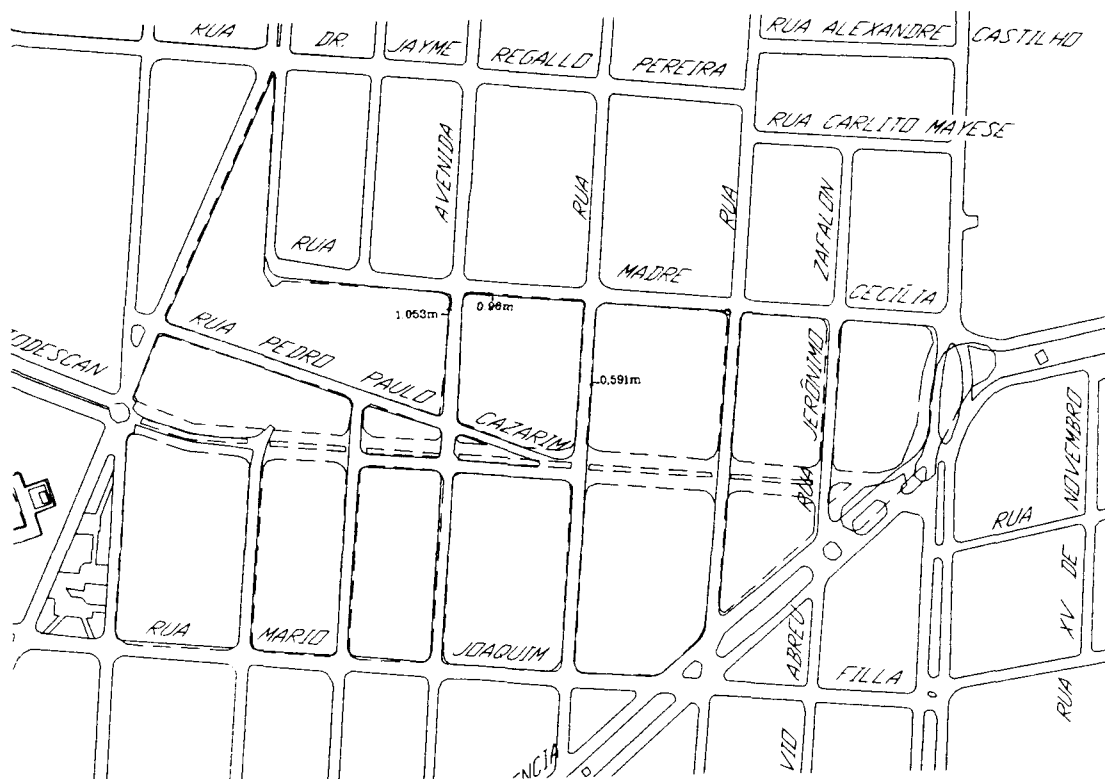 RUA DR. JAYME REGALLO PEREIRA
RUA ALEXANDRE CASTILHO
RUA CARLITO MAYESE
AVENIDA
RUA
RUA
ZAFALON
RUA MADRE CECÍLIA
1.053m
0.96m
0.591m
TODESCAN
RUA PEDRO PAULO CAZARIM
RUA JERÔNIMO
NOVEMBRO
RUA
XV DE
RUA
RUA MARIO JOAQUIM FILLA
ABREU
VIO
ENCIA